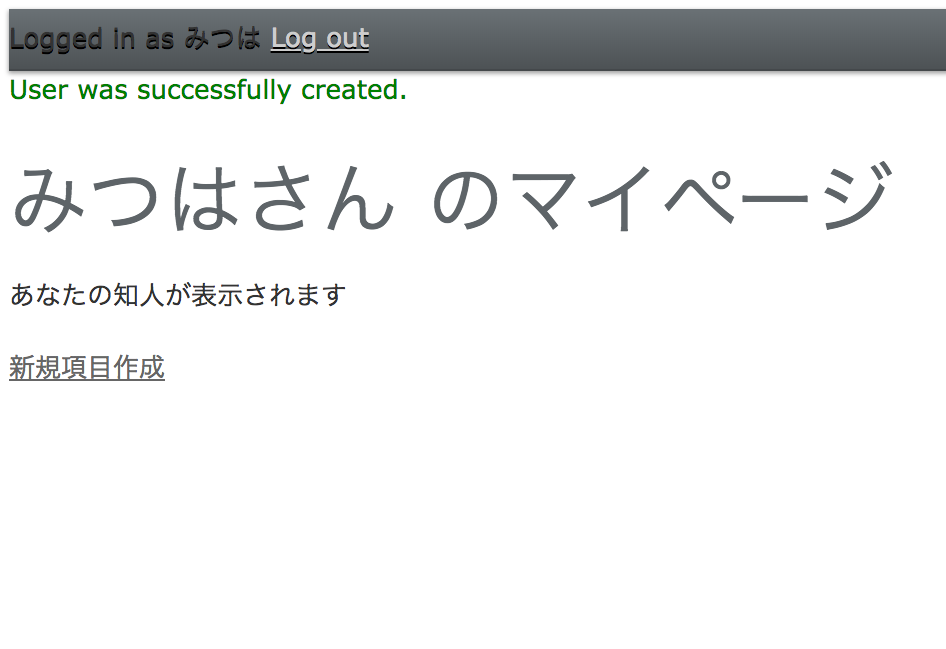 Logged in as みつは Log out
User was successfully created.
みつはさん のマイページ
あなたの知人が表示されます
新規項目作成